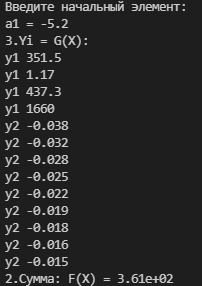 Введите начальный элемент:
a1 = -5.2
3.Yi = G(X):
y1 351.5
y1 1.17
y1 437.3
y1 1660
y2 -0.038
y2 -0.032
y2 -0.028
y2 -0.025
y2 -0.022
y2 -0.019
y2 -0.018
y2 -0.016
y2 -0.015
2.Сумма: F(X) = 3.61e+02